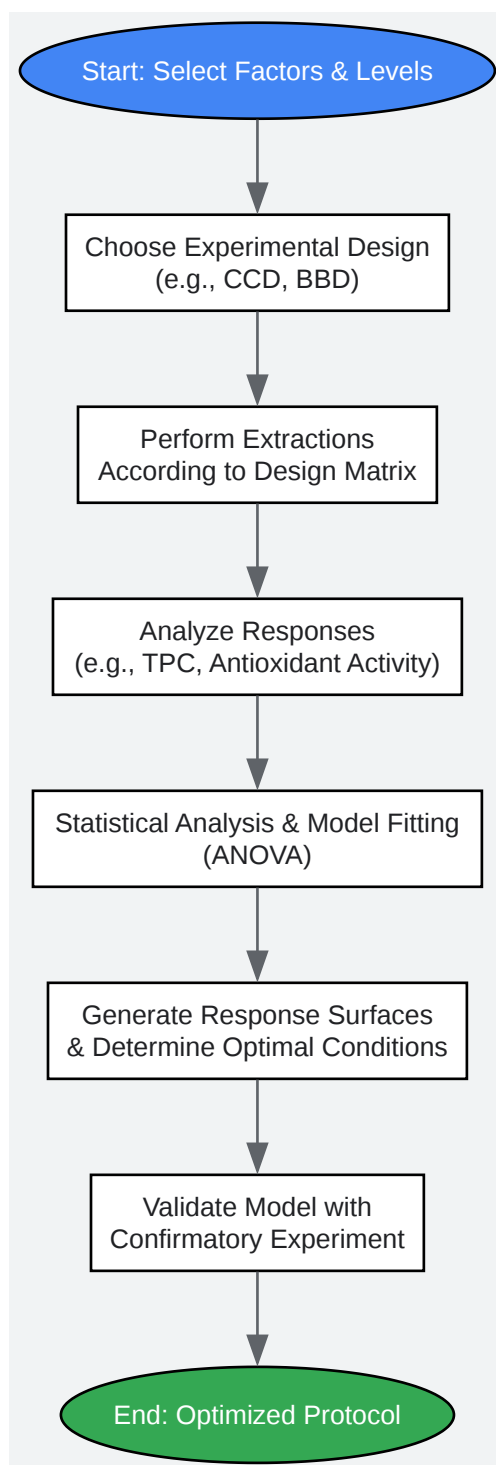 Start: Select Factors & Levels
Choose Experimental Design
(e.g., CCD, BBD)
Perform Extractions
According to Design Matrix
Analyze Responses
(e.g., TPC, Antioxidant Activity)
Statistical Analysis & Model Fitting
(ANOVA)
Generate Response Surfaces
& Determine Optimal Conditions
Validate Model with
Confirmatory Experiment
End: Optimized Protocol